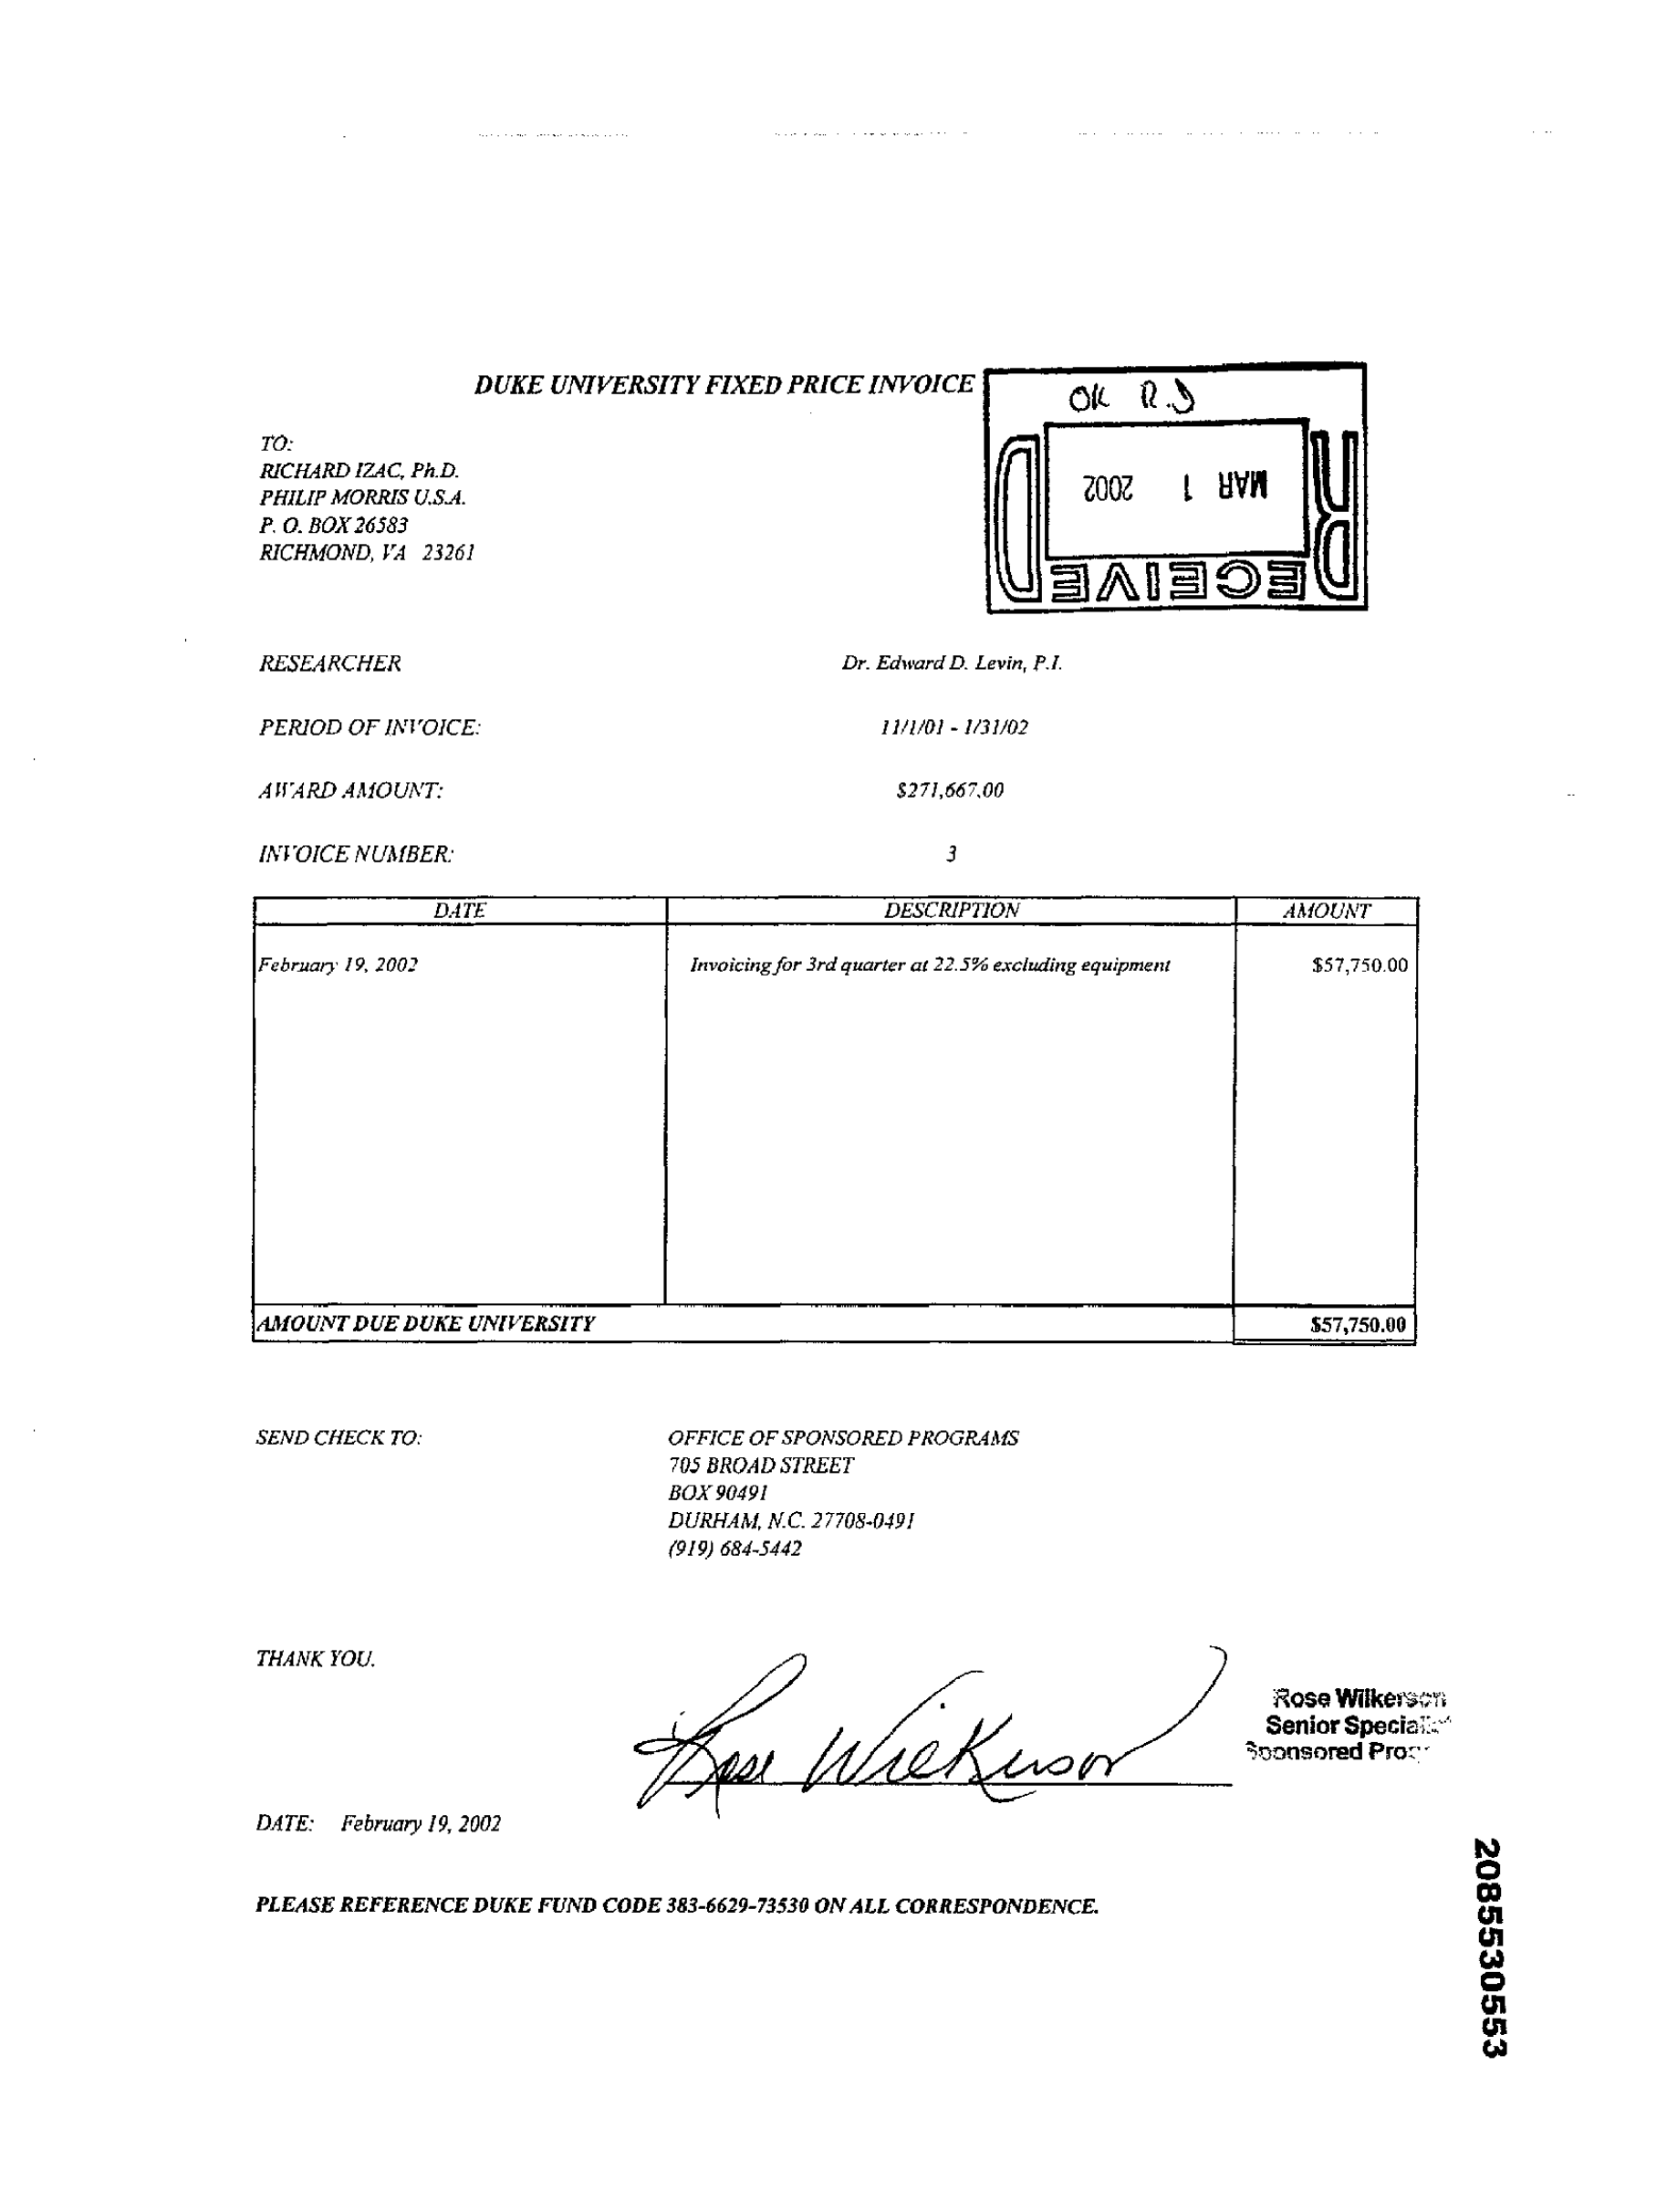 DUKE UNIVERSITY FIXED PRICE INVOICE
OK R.J
MAR 1 2002
RECEIVED
TO:
RICHARD IZAC, Ph.D.
PHILIP MORRIS U.S.A.
P. O. BOX 26583
RICHMOND, VA 23261
RESEARCHER Dr. Edward D. Levin, P.I.
PERIOD OF INVOICE: 11/1/01 - 1/31/02
AWARD AMOUNT: $271,667.00
INVOICE NUMBER: 3
DATE DESCRIPTION AMOUNT
February 19, 2002 Invoicing for 3rd quarter at 22.5% excluding equipment $57,750.00
AMOUNT DUE DUKE UNIVERSITY $57,750.00
SEND CHECK TO: OFFICE OF SPONSORED PROGRAMS
705 BROAD STREET
BOX 90491
DURHAM, N.C. 27708-0491
(919) 684-5442
THANK YOU.
Rose Wilkerson
Rose Wilkerson
Senior Specialist
Sponsored
DATE: February 19, 2002
PLEASE REFERENCE DUKE FUND CODE 383-6629-73530 ON ALL CORRESPONDENCE.
2085530553